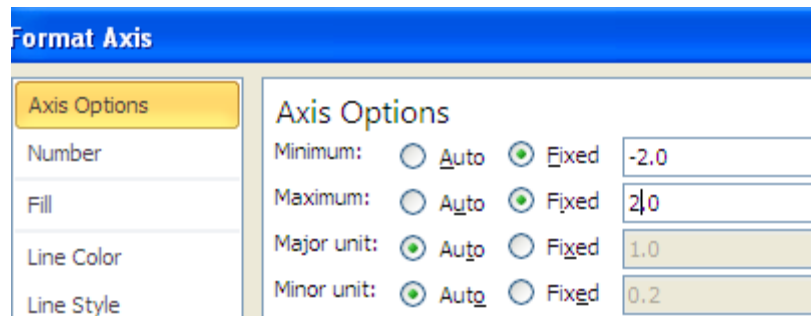 Format Axis
Axis Options
Number
Fill
Line Color
Line Style
Axis Options
Minimum: Auto Fixed -2.0
Maximum: Auto Fixed 2.0
Major unit: Auto Fixed 1.0
Minor unit: Auto Fixed 0.2